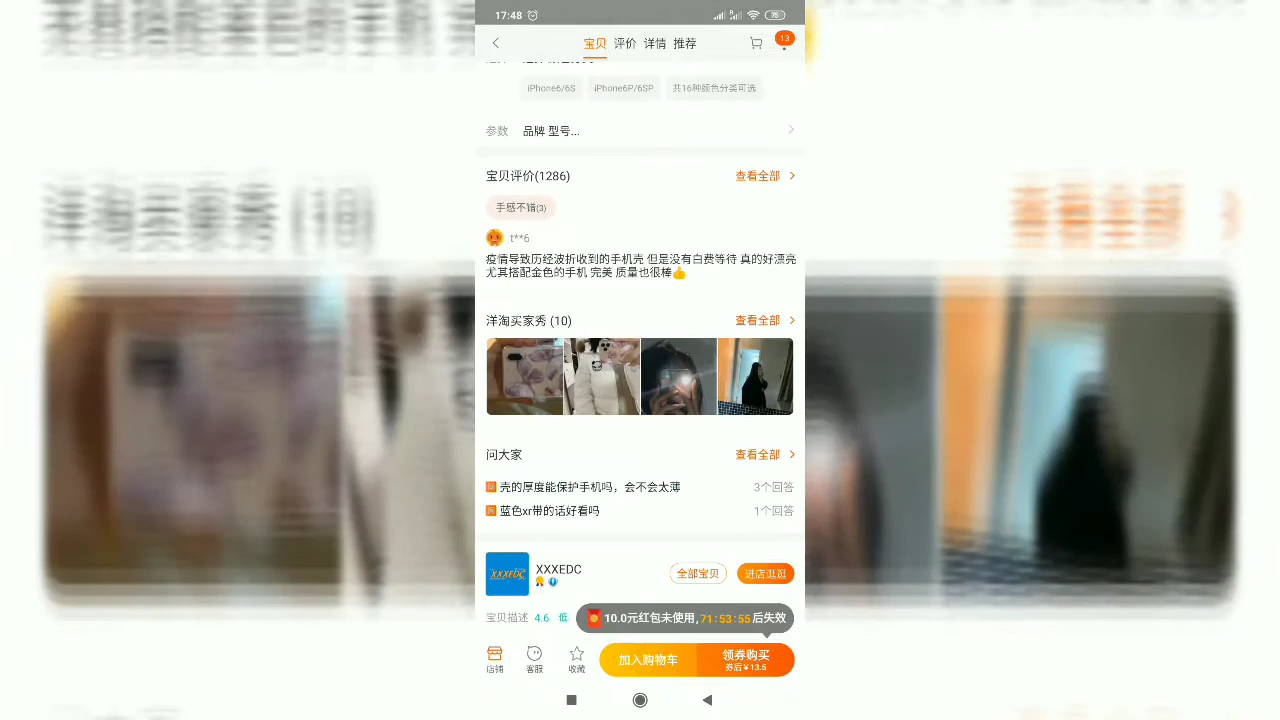 17:48
75
宝贝 评价 详情 推荐
13
iPhone6/6S
iPhone6P/6SP
共16种颜色分类可选
参数 品牌 型号...
宝贝评价(1286) 查看全部
手感不错(3)
t**6
疫情导致历经波折收到的手机壳 但是没有白费等待 真的好漂亮
尤其搭配金色的手机 完美 质量也很棒👍
洋淘买家秀 (10) 查看全部
问大家 查看全部
问 壳的厚度能保护手机吗，会不会太薄 3个回答
问 蓝色xr带的话好看吗 1个回答
XXXEDC
XXXEDC
全部宝贝
进店逛逛
宝贝描述 4.6 低
10.0元红包未使用,71:53:55后失效
店铺
客服
收藏
加入购物车
领券购买
券后¥13.5